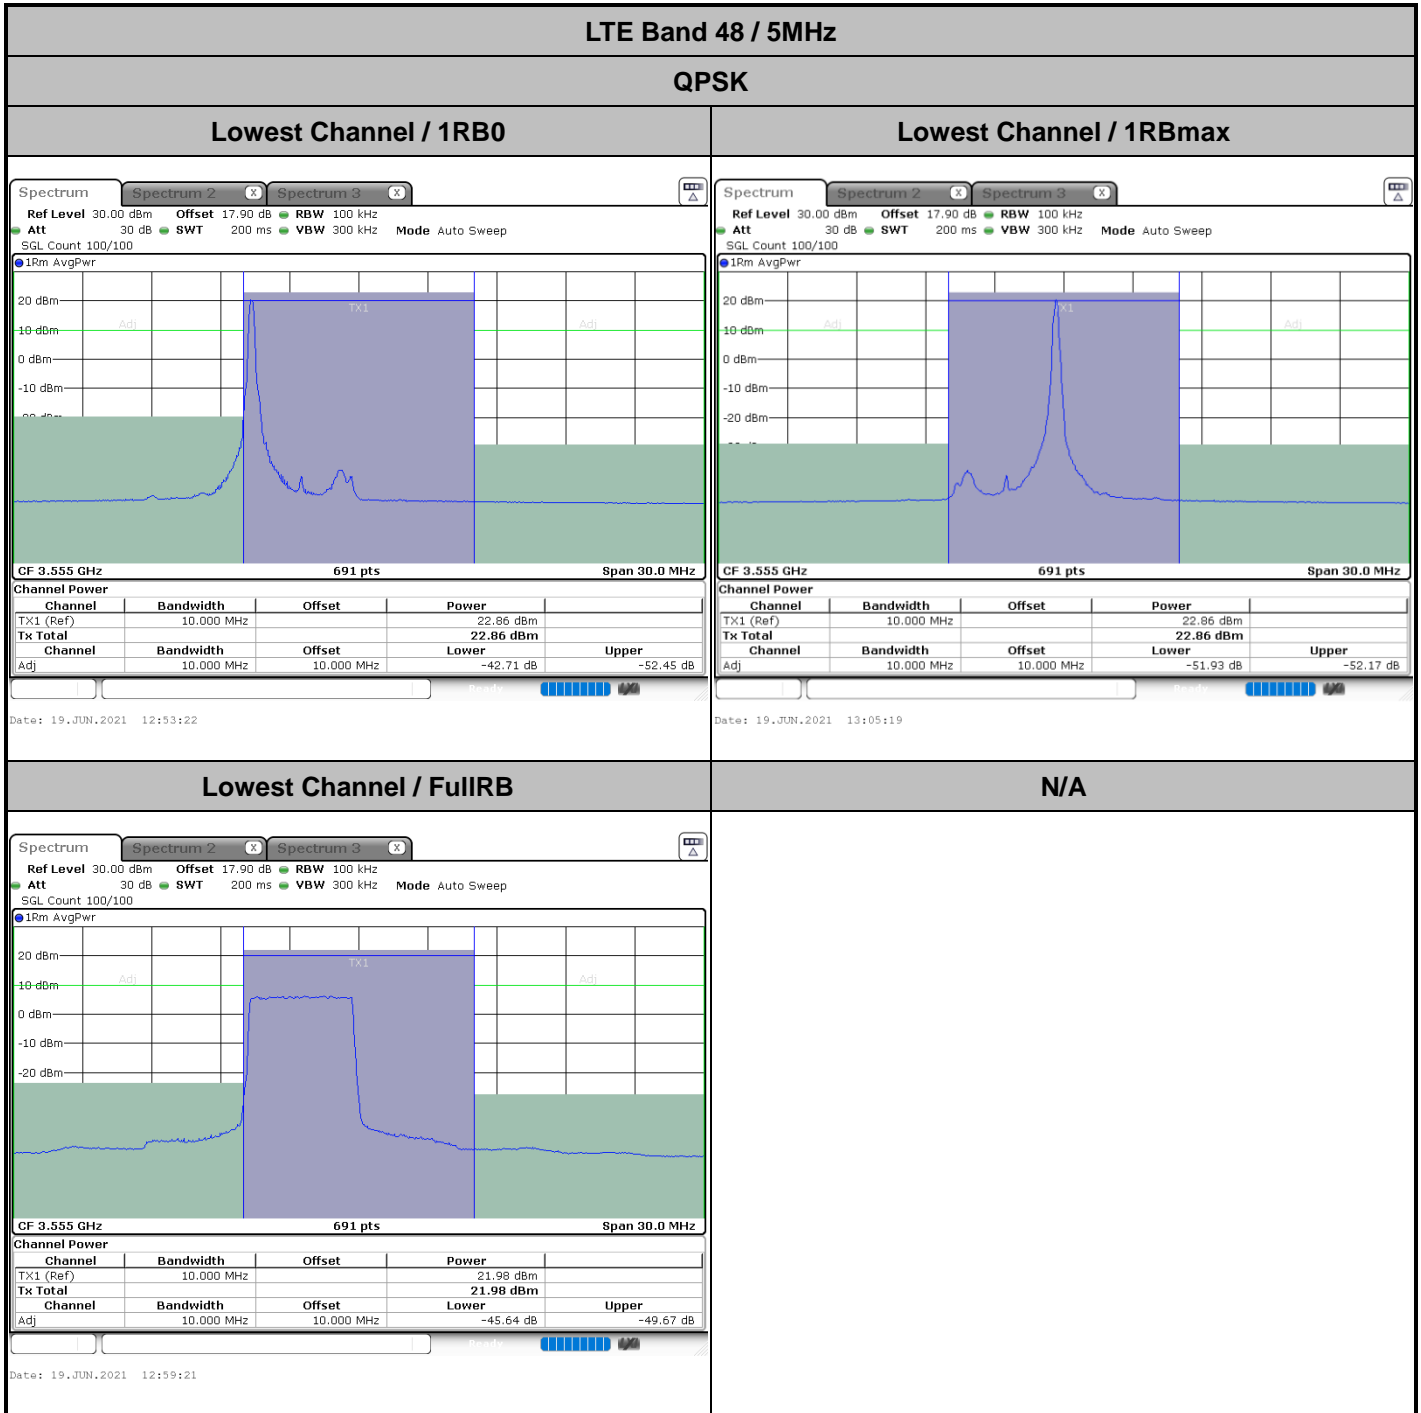 LTE Band 48 / 5MHz
QPSK
Lowest Channel / 1RB0
Lowest Channel / 1RBmax
Spectrum Spectrum 2 X Spectrum 3 X
Ref Level 30.00 dBm Offset 17.90 dB RBW 100 kHz
Att 30 dB SWT 200 ms VBW 300 kHz Mode Auto Sweep
SGL Count 100/100
1Rm AvgPwr
TX1
20 dBm
Adj Adj
10 dBm
0 dBm
-10 dBm
CF 3.555 GHz 691 pts Span 30.0 MHz
Channel Power
Channel Bandwidth Offset Power
TX1 (Ref) 10.000 MHz 22.86 dBm
Tx Total 22.86 dBm
Channel Bandwidth Offset Lower Upper
Adj 10.000 MHz 10.000 MHz -42.71 dB -52.45 dB
Ready
Date: 19.JUN.2021 12:53:22
Spectrum Spectrum 2 X Spectrum 3 X
Ref Level 30.00 dBm Offset 17.90 dB RBW 100 kHz
Att 30 dB SWT 200 ms VBW 300 kHz Mode Auto Sweep
SGL Count 100/100
1Rm AvgPwr
20 dBm
Adj Adj
10 dBm
0 dBm
-10 dBm
-20 dBm
CF 3.555 GHz 691 pts Span 30.0 MHz
Channel Power
Channel Bandwidth Offset Power
TX1 (Ref) 10.000 MHz 22.86 dBm
Tx Total 22.86 dBm
Channel Bandwidth Offset Lower Upper
Adj 10.000 MHz 10.000 MHz -51.93 dB -52.17 dB
Ready
Date: 19.JUN.2021 13:05:19
Lowest Channel / FullRB
N/A
Spectrum Spectrum 2 X Spectrum 3 X
Ref Level 30.00 dBm Offset 17.90 dB RBW 100 kHz
Att 30 dB SWT 200 ms VBW 300 kHz Mode Auto Sweep
SGL Count 100/100
1Rm AvgPwr
20 dBm
TX1
Adj Adj
10 dBm
0 dBm
-10 dBm
-20 dBm
CF 3.555 GHz 691 pts Span 30.0 MHz
Channel Power
Channel Bandwidth Offset Power
TX1 (Ref) 10.000 MHz 21.98 dBm
Tx Total 21.98 dBm
Channel Bandwidth Offset Lower Upper
Adj 10.000 MHz 10.000 MHz -45.64 dB -49.67 dB
Ready
Date: 19.JUN.2021 12:59:21